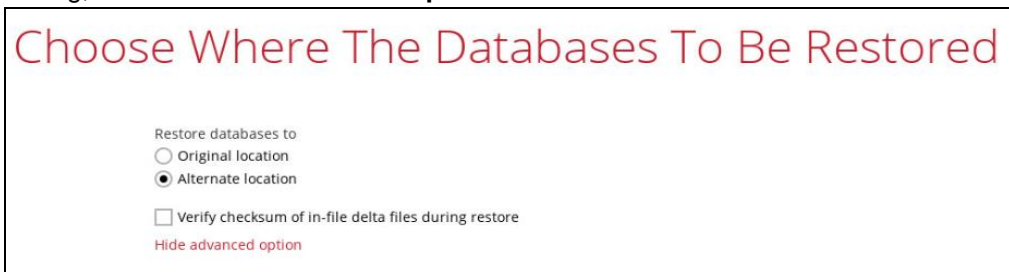 Choose Where The Databases To Be Restored
Restore databases to
Original location
Alternate location
Verify checksum of in-file delta files during restore
Hide advanced option